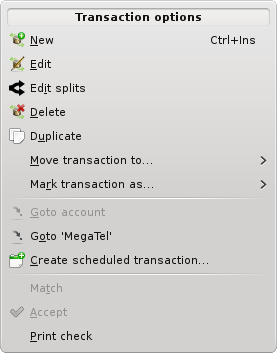 Transaction options
New Ctrl+Ins
Edit
Edit splits
Delete
Duplicate
Move transaction to...
Mark transaction as...
Goto account
Goto 'MegaTel'
Create scheduled transaction...
Match
Accept
Print check